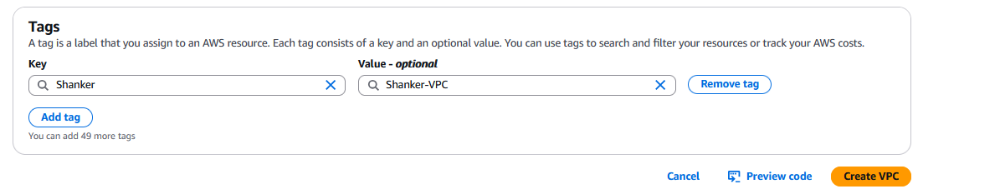 Tags
A tag is a label that you assign to an AWS resource. Each tag consists of a key and an optional value. You can use tags to search and filter your resources or track your AWS costs.
Key
Value - optional
Shanker
Shanker-VPC
Remove tag
Add tag
You can add 49 more tags
Cancel
Preview code
Create VPC